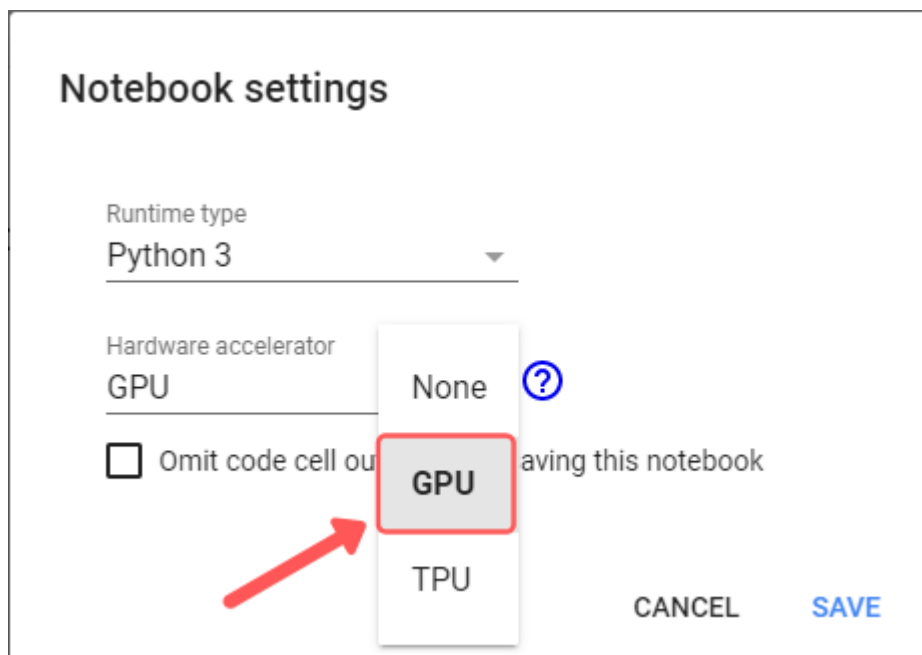 Notebook settings
Runtime type
Python 3
Hardware accelerator
GPU
None
?
Omit code cell ou aving this notebook
GPU
TPU
CANCEL SAVE